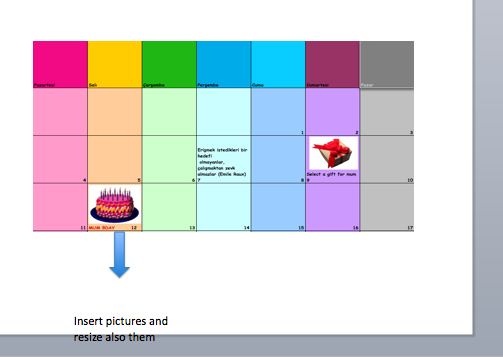 Pazartesi Salı Çarşamba Perşembe Cuma Cumartesi Pazar
1 2 3
Erişmek istedikleri bir
hedefi
olmayanlar,
çalışmaktan zevk
almazlar (Emile Raux)
Select a gift for mum
4 5 6 7 8 9 10
11 MUM BDAY 12 13 14 15 16 17
Insert pictures and
resize also them